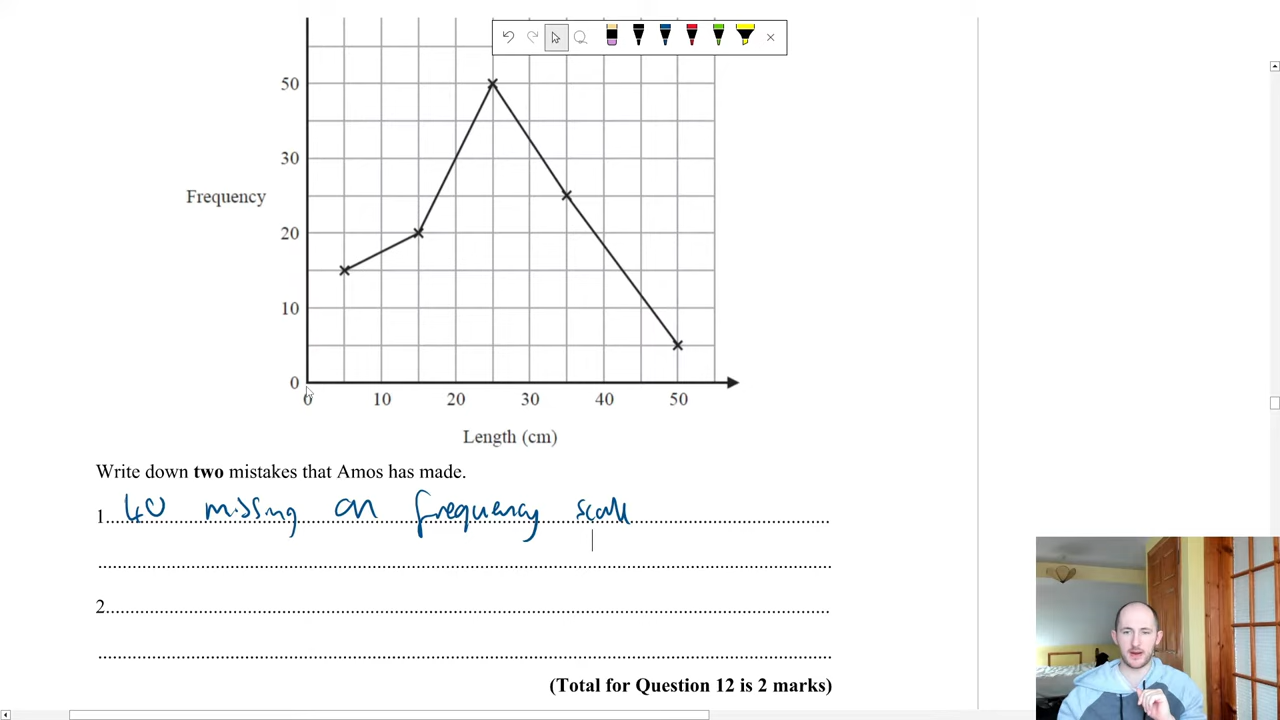 50
30
Frequency
20
10
0
0 10 20 30 40 50
Length (cm)
Write down two mistakes that Amos has made.
1. 40 missing on frequency scale
2.
(Total for Question 12 is 2 marks)